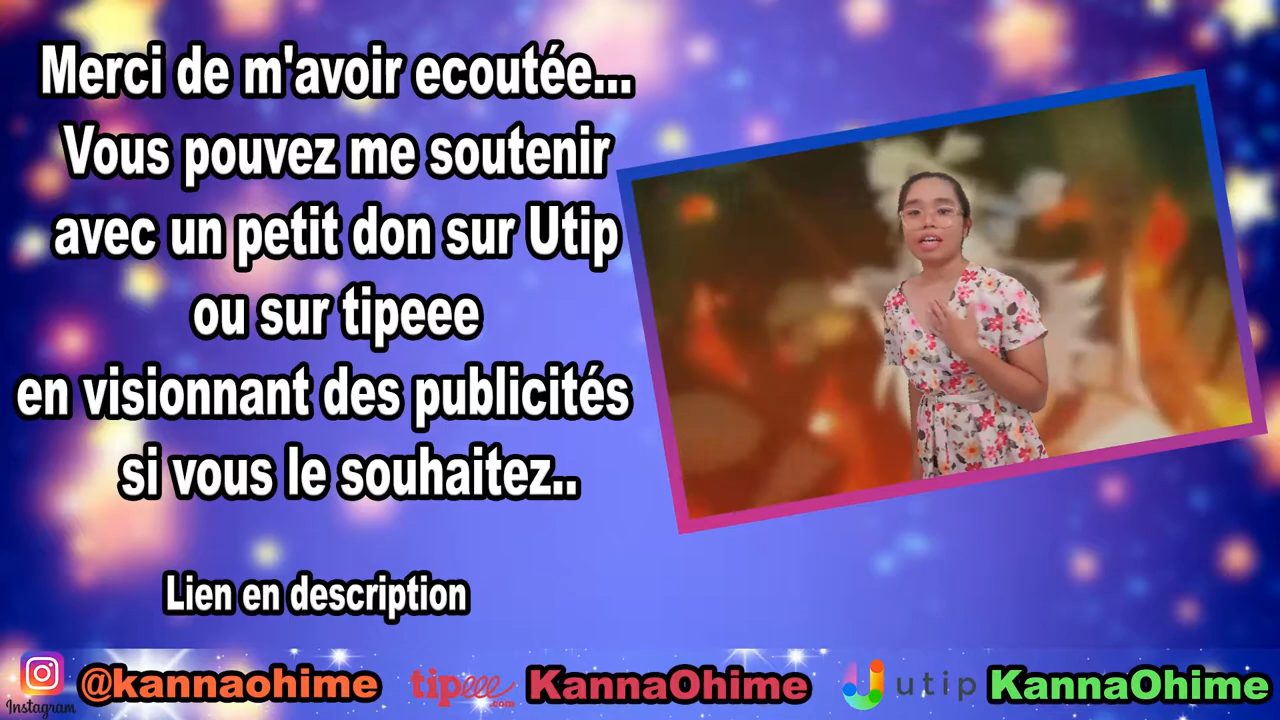 Merci de m'avoir ecoutée...
Vous pouvez me soutenir
avec un petit don sur Utip
ou sur tipeee
en visionnant des publicités
si vous le souhaitez..
Lien en description
Instagram
@kannaohime
tipeee
.com
KannaOhime
utip
KannaOhime